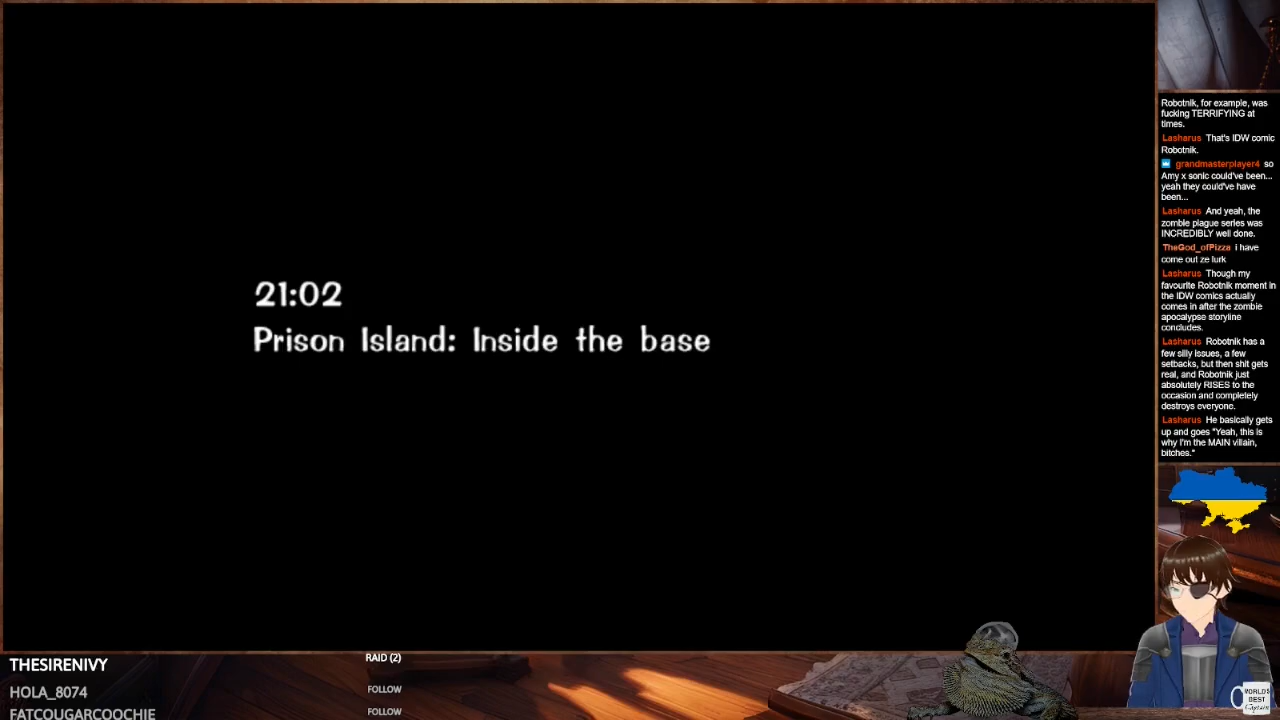 21:02
Prison Island: Inside the base
Robotnik, for example, was
fucking TERRIFYING at
times.
Lasharus That's IDW comic
Robotnik.
grandmasterplayer4 so
Amy x sonic could've been...
yeah they could've have
been...
Lasharus And yeah, the
zombie plague series was
INCREDIBLY well done.
TheGod_ofPizza i have
come out ze lurk
Lasharus Though my
favourite Robotnik moment in
the IDW comics actually
comes in after the zombie
apocalypse storyline
concludes.
Lasharus Robotnik has a
few silly issues, a few
setbacks, but then shit gets
real, and Robotnik just
absolutely RISES to the
occasion and completely
destroys everyone.
Lasharus He basically gets
up and goes "Yeah, this is
why I'm the MAIN villain,
bitches."
THESIRENIVY
RAID (2)
HOLA_8074
FOLLOW
FATCOUGARCOOCHIE
FOLLOW
WORLD'S
BEST
Captain